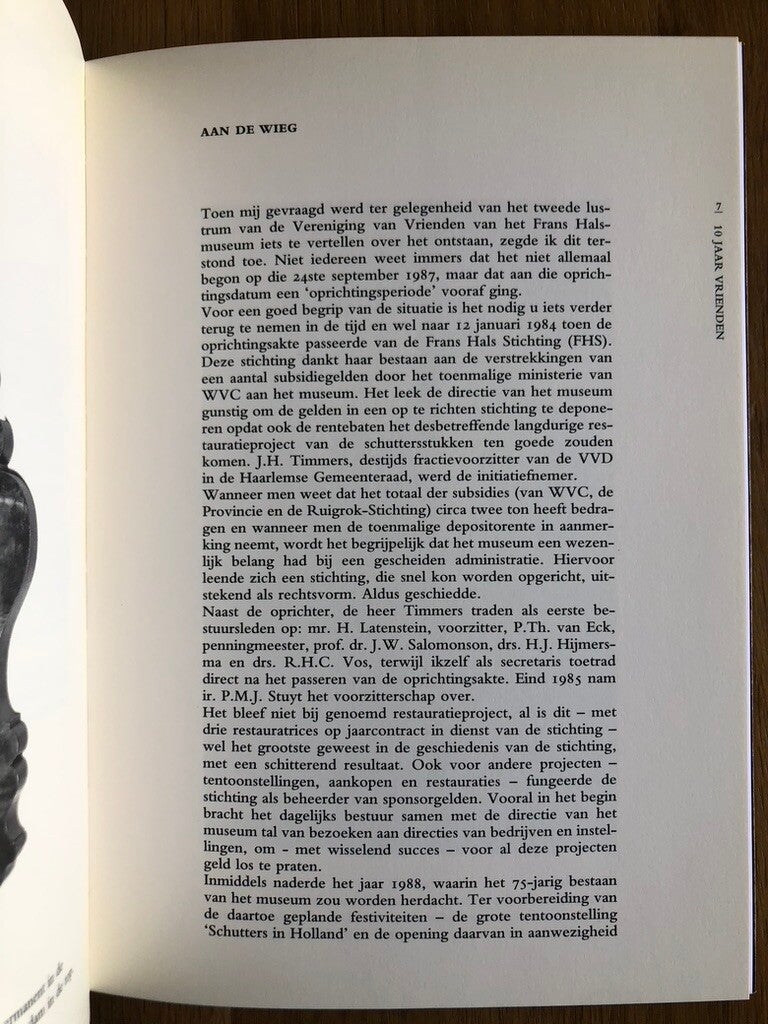 AAN DE WIEG
Toen mij gevraagd werd ter gelegenheid van het tweede lus-
trum van de Vereniging van Vrienden van het Frans Hals-
museum iets te vertellen over het ontstaan, zegde ik dit ter-
stond toe. Niet iedereen weet immers dat het niet allemaal
begon op die 24ste september 1987, maar dat aan die oprich-
tingsdatum een ‘oprichtingsperiode’ vooraf ging.
Voor een goed begrip van de situatie is het nodig u iets verder
terug te nemen in de tijd en wel naar 12 januari 1984 toen de
oprichtingsakte passeerde van de Frans Hals Stichting (FHS).
Deze stichting dankt haar bestaan aan de verstrekkingen van
een aantal subsidiegelden door het toenmalige ministerie van
WVC aan het museum. Het leek de directie van het museum
gunstig om de gelden in een op te richten stichting te depone-
ren opdat ook de rentebaten het desbetreffende langdurige res-
tauratieproject van de schuttersstukken ten goede zouden
komen. J.H. Timmers, destijds fractievoorzitter van de VVD
in de Haarlemse Gemeenteraad, werd de initiatiefnemer.
Wanneer men weet dat het totaal der subsidies (van WVC, de
Provincie en de Ruigrok-Stichting) circa twee ton heeft bedra-
gen en wanneer men de toenmalige depositorente in aanmer-
king neemt, wordt het begrijpelijk dat het museum een wezen-
lijk belang had bij een gescheiden administratie. Hiervoor
leende zich een stichting, die snel kon worden opgericht, uit-
stekend als rechtsvorm. Aldus geschiedde.
Naast de oprichter, de heer Timmers traden als eerste be-
stuursleden op: mr. H. Latenstein, voorzitter, P.Th. van Eck,
penningmeester, prof. dr. J.W. Salomonson, drs. H.J. Hijmers-
ma en drs. R.H.C. Vos, terwijl ikzelf als secretaris toetrad
direct na het passeren van de oprichtingsakte. Eind 1985 nam
ir. P.M.J. Stuyt het voorzitterschap over.
Het bleef niet bij genoemd restauratieproject, al is dit – met
drie restauratrices op jaarcontract in dienst van de stichting –
wel het grootste geweest in de geschiedenis van de stichting,
met een schitterend resultaat. Ook voor andere projecten –
tentoonstellingen, aankopen en restauraties – fungeerde de
stichting als beheerder van sponsorgelden. Vooral in het begin
bracht het dagelijks bestuur samen met de directie van het
museum tal van bezoeken aan directies van bedrijven en instel-
lingen, om - met wisselend succes – voor al deze projecten
geld los te praten.
Inmiddels naderde het jaar 1988, waarin het 75-jarig bestaan
van het museum zou worden herdacht. Ter voorbereiding van
de daartoe geplande festiviteiten – de grote tentoonstelling
‘Schutters in Holland’ en de opening daarvan in aanwezigheid
7
10 JAAR VRIENDEN